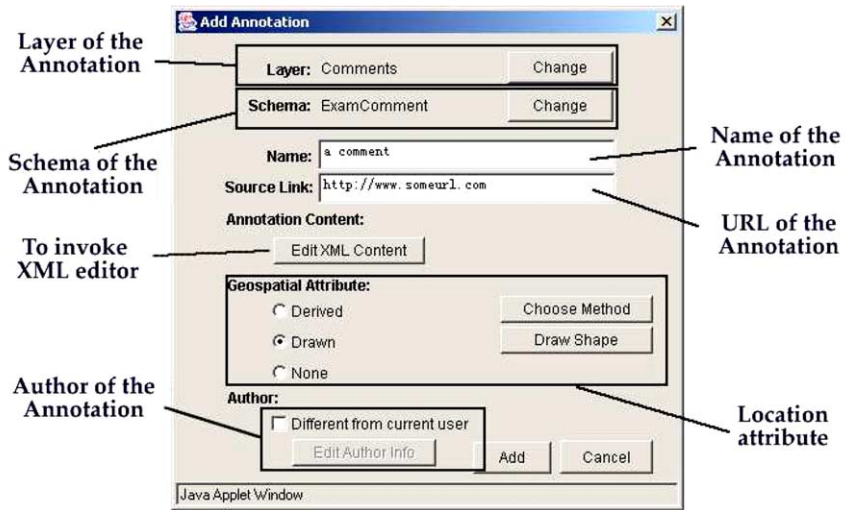 Add Annotation
Layer of the
Annotation
Layer: Comments Change
Schema: ExamComment Change
Schema of the
Annotation
Name: a comment
Name of the
Annotation
Source Link: http://www.someurl.com
URL of the
Annotation
Annotation Content:
To invoke
XML editor
Edit XML Content
Geospatial Attribute:
Derived Choose Method
Drawn Draw Shape
None
Location
attribute
Author of the
Annotation
Author:
Different from current user
Edit Author Info Add Cancel
Java Applet Window